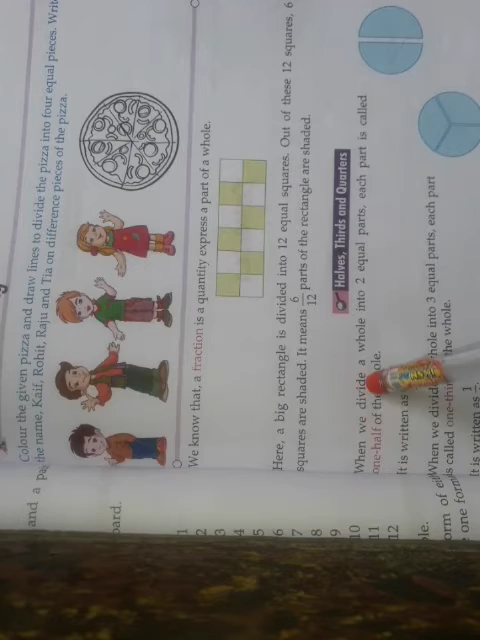 Colour the given pizza and draw lines to divide the pizza into four equal pieces.
the name, Kaif, Rohit, Raju and Tia on difference pieces of the pizza.
We know that, a fraction is a quantity express a part of a whole.
Here, a big rectangle is divided into 12 equal squares. Out of these 12 squares, 6
squares are shaded. It means 6/12 parts of the rectangle are shaded.
Halves, Thirds and Quarters
When we divide a whole into 2 equal parts, each part is called
one-half of the
It is written as
When we divide whole into 3 equal parts, each part
is called one-third the whole.
It is written as 1
and a
1
2
3
4
5
6
7
8
9
10
11
12
one form